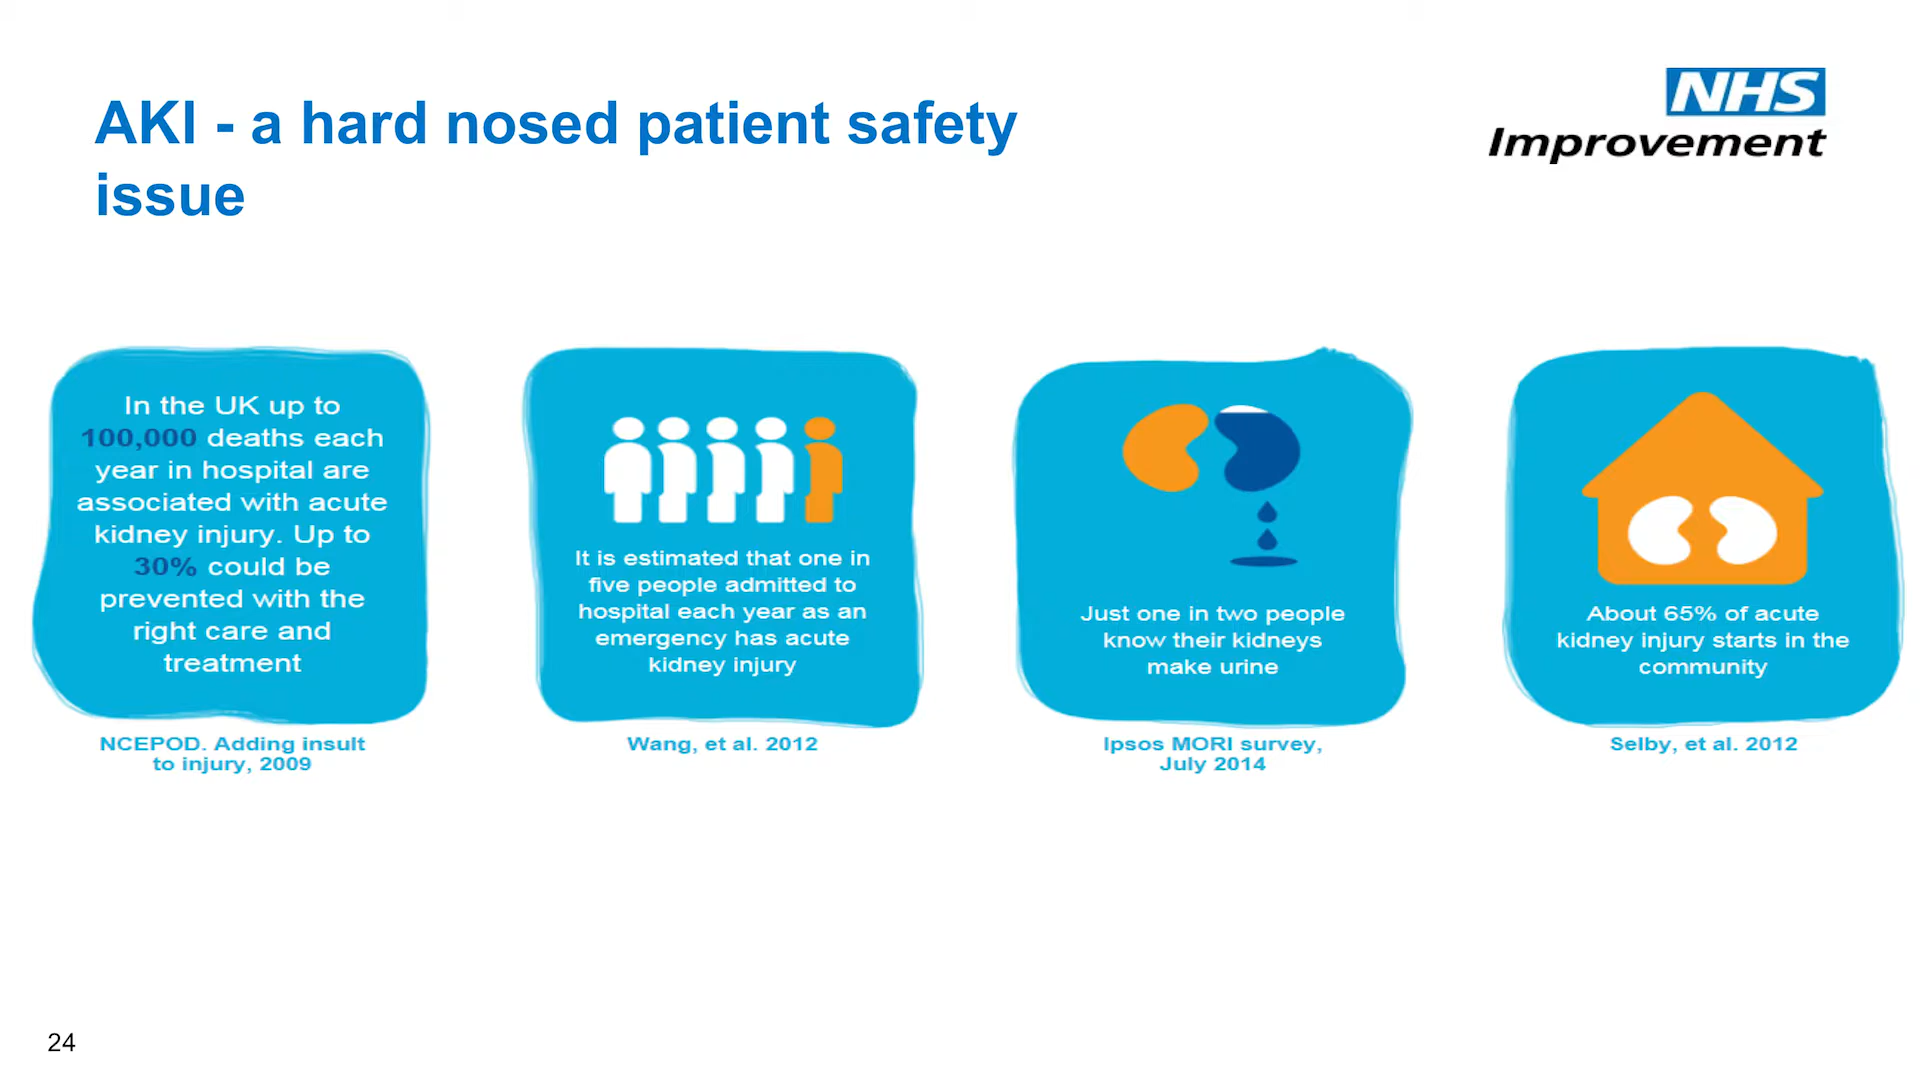 AKI - a hard nosed patient safety
issue
NHS
Improvement
In the UK up to
100,000 deaths each
year in hospital are
associated with acute
kidney injury. Up to
30% could be
prevented with the
right care and
treatment
NCEPOD. Adding insult
to injury, 2009
It is estimated that one in
five people admitted to
hospital each year as an
emergency has acute
kidney injury
Wang, et al. 2012
Just one in two people
know their kidneys
make urine
Ipsos MORI survey,
July 2014
About 65% of acute
kidney injury starts in the
community
Selby, et al. 2012
24